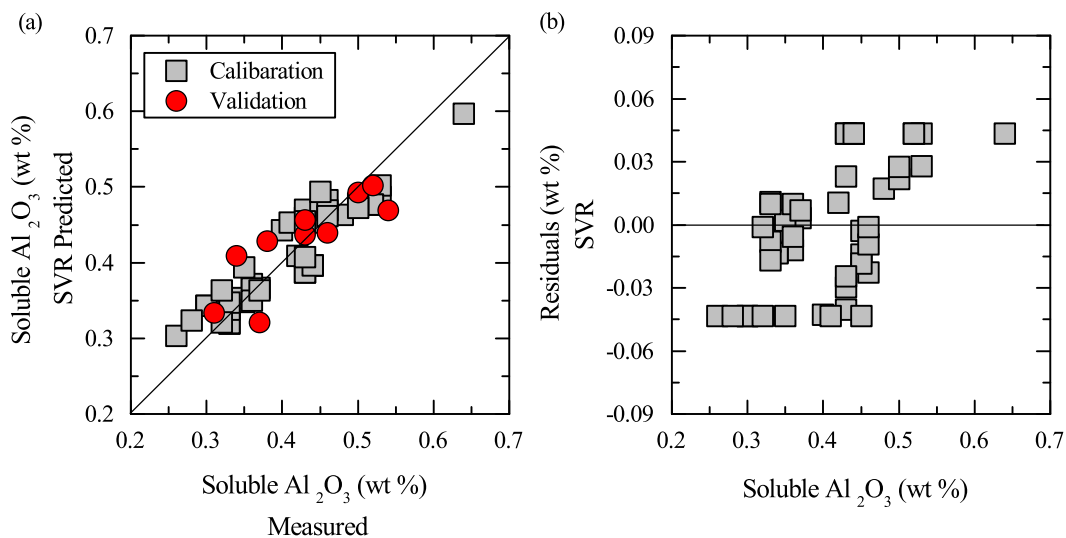 (a)
0.7
0.6
0.5
0.4
0.3
0.2
0.2 0.3 0.4 0.5 0.6 0.7
Soluble Al2O3 (wt %)
SVR Predicted
Calibaration
Validation
Soluble Al2O3 (wt %)
Measured
(b)
0.09
0.06
0.03
0.00
-0.03
-0.06
-0.09
0.2 0.3 0.4 0.5 0.6 0.7
Residuals (wt %)
SVR
Soluble Al2O3 (wt %)